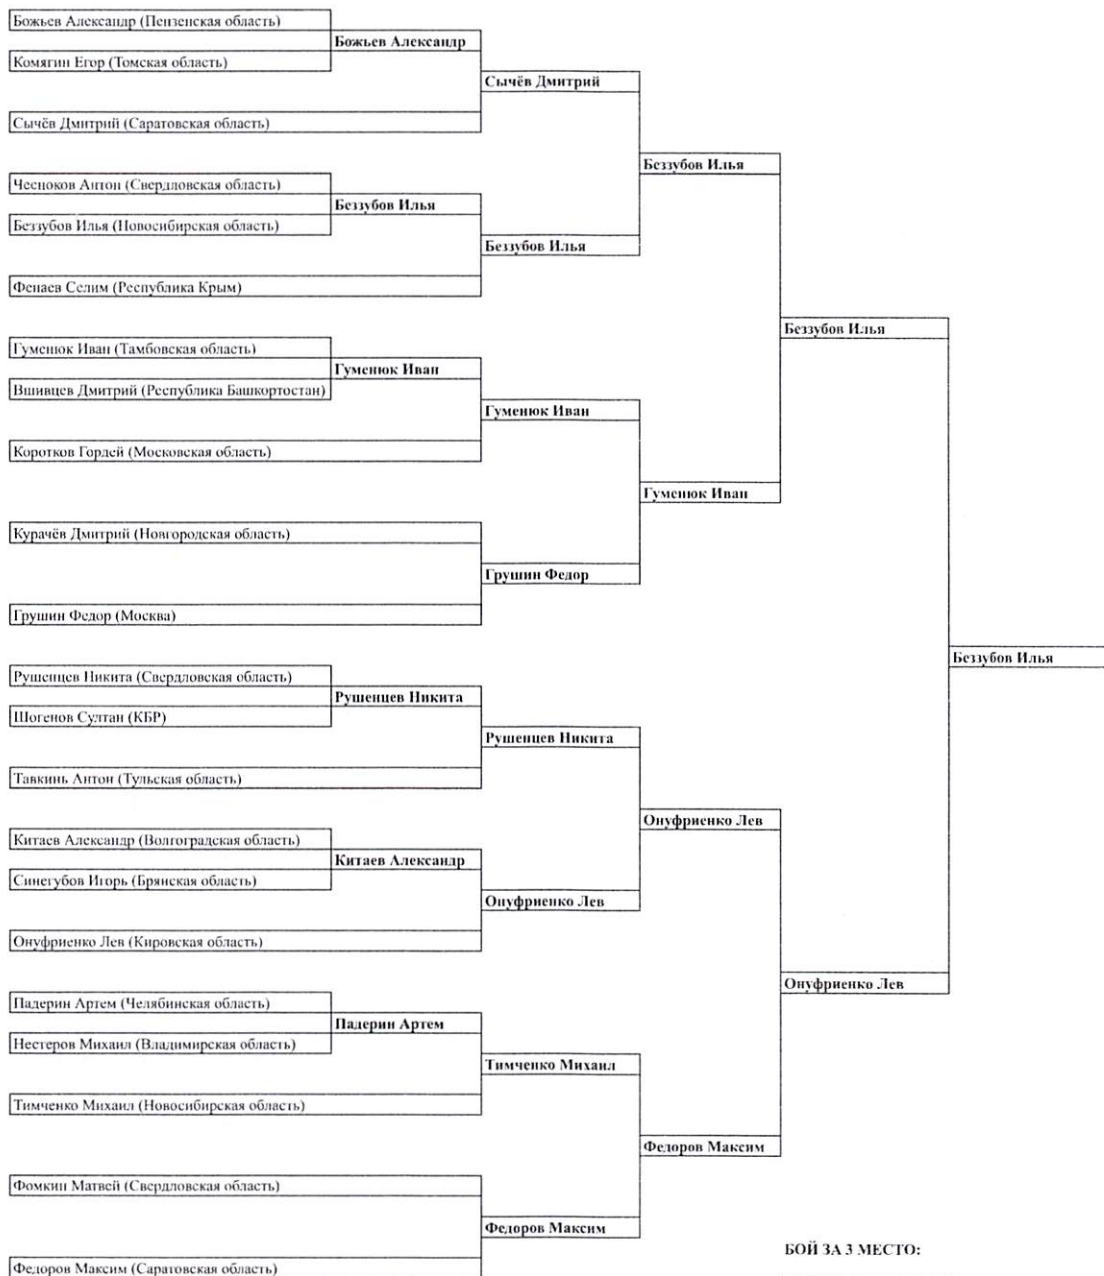 Божьев Александр (Пензенская область)
Божьев Александр
Комягин Егор (Томская область)
Сычёв Дмитрий
Сычёв Дмитрий (Саратовская область)
Беззубов Илья
Чесноков Антон (Свердловская область)
Беззубов Илья
Беззубов Илья (Новосибирская область)
Беззубов Илья
Фенаев Селим (Республика Крым)
Беззубов Илья
Гуменюк Иван (Тамбовская область)
Гуменюк Иван
Вшивцев Дмитрий (Республика Башкортостан)
Гуменюк Иван
Коротков Гордей (Московская область)
Гуменюк Иван
Курачёв Дмитрий (Новгородская область)
Грушин Федор
Грушин Федор (Москва)
Беззубов Илья
Рушенцев Никита (Свердловская область)
Рушенцев Никита
Шогенов Султан (КБР)
Рушенцев Никита
Тавкинь Антон (Тульская область)
Онуфриенко Лев
Китаев Александр (Волгоградская область)
Китаев Александр
Синегубов Игорь (Брянская область)
Онуфриенко Лев
Онуфриенко Лев (Кировская область)
Онуфриенко Лев
Падерин Артем (Челябинская область)
Падерин Артем
Нестеров Михаил (Владимирская область)
Тимченко Михаил
Тимченко Михаил (Новосибирская область)
Федоров Максим
Фомкин Матвей (Свердловская область)
Федоров Максим
БОЙ ЗА 3 МЕСТО:
Федоров Максим (Саратовская область)